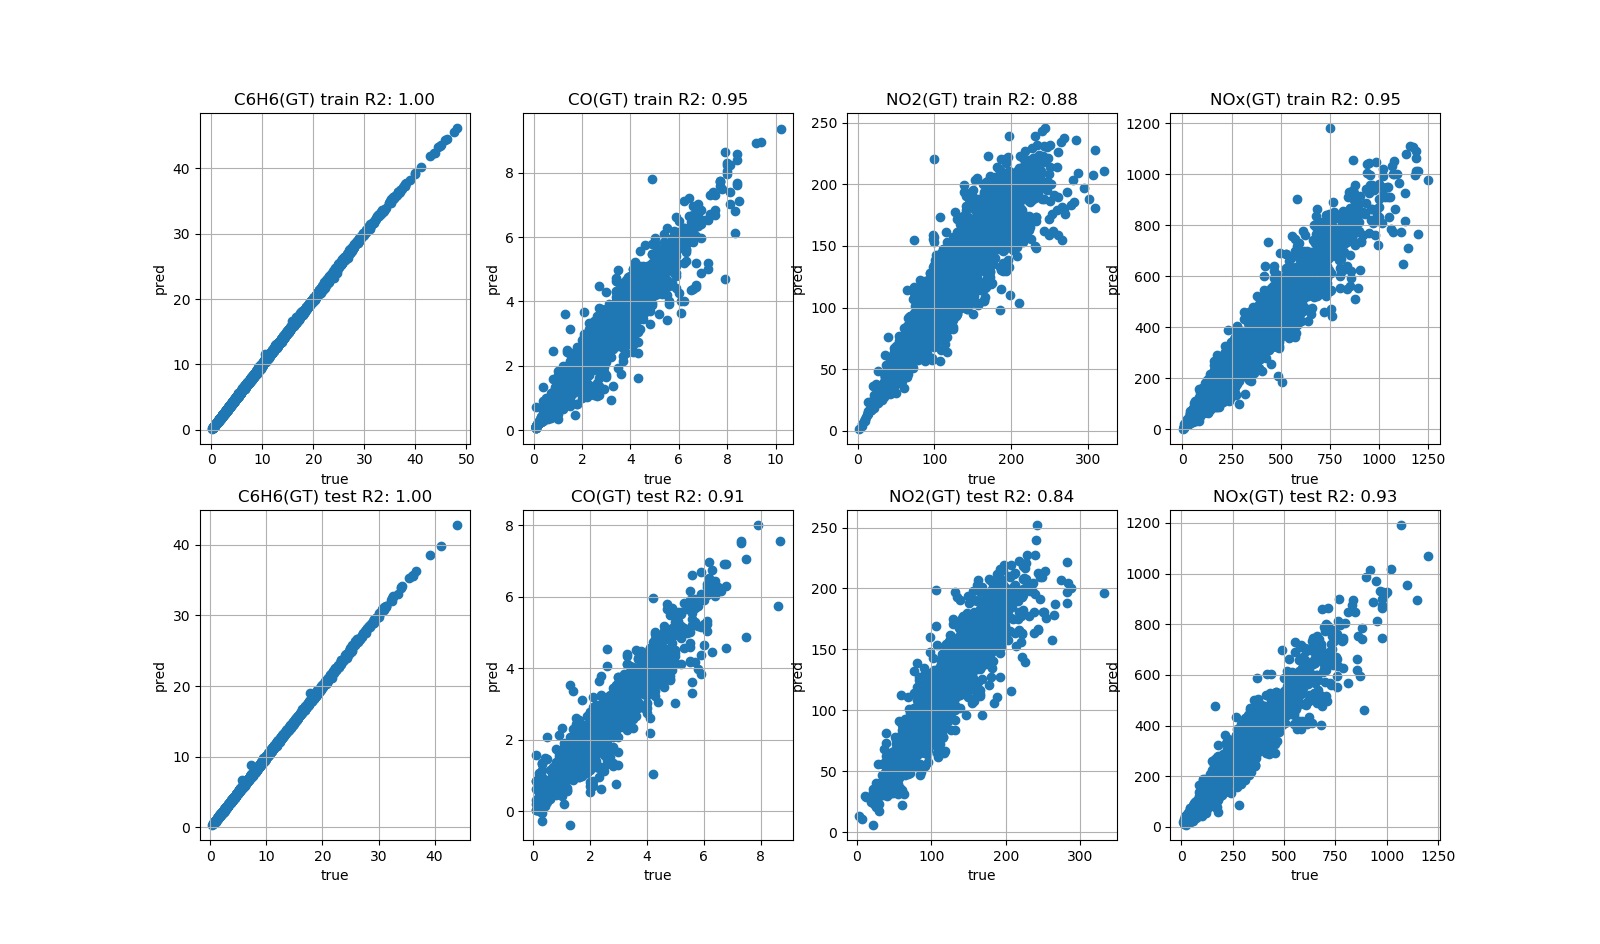 C6H6(GT) train R2: 1.00
pred
40
30
20
10
0
0 10 20 30 40 50
true
CO(GT) train R2: 0.95
pred
8
6
4
2
0
0 2 4 6 8 10
true
NO2(GT) train R2: 0.88
pred
250
200
150
100
50
0
0 100 200 300
true
NOx(GT) train R2: 0.95
pred
1200
1000
800
600
400
200
0
0 250 500 750 1000 1250
true
C6H6(GT) test R2: 1.00
pred
40
30
20
10
0
0 10 20 30 40
true
CO(GT) test R2: 0.91
pred
8
6
4
2
0
0 2 4 6 8
true
NO2(GT) test R2: 0.84
pred
250
200
150
100
50
0
0 100 200 300
true
NOx(GT) test R2: 0.93
pred
1200
1000
800
600
400
200
0
0 250 500 750 1000 1250
true